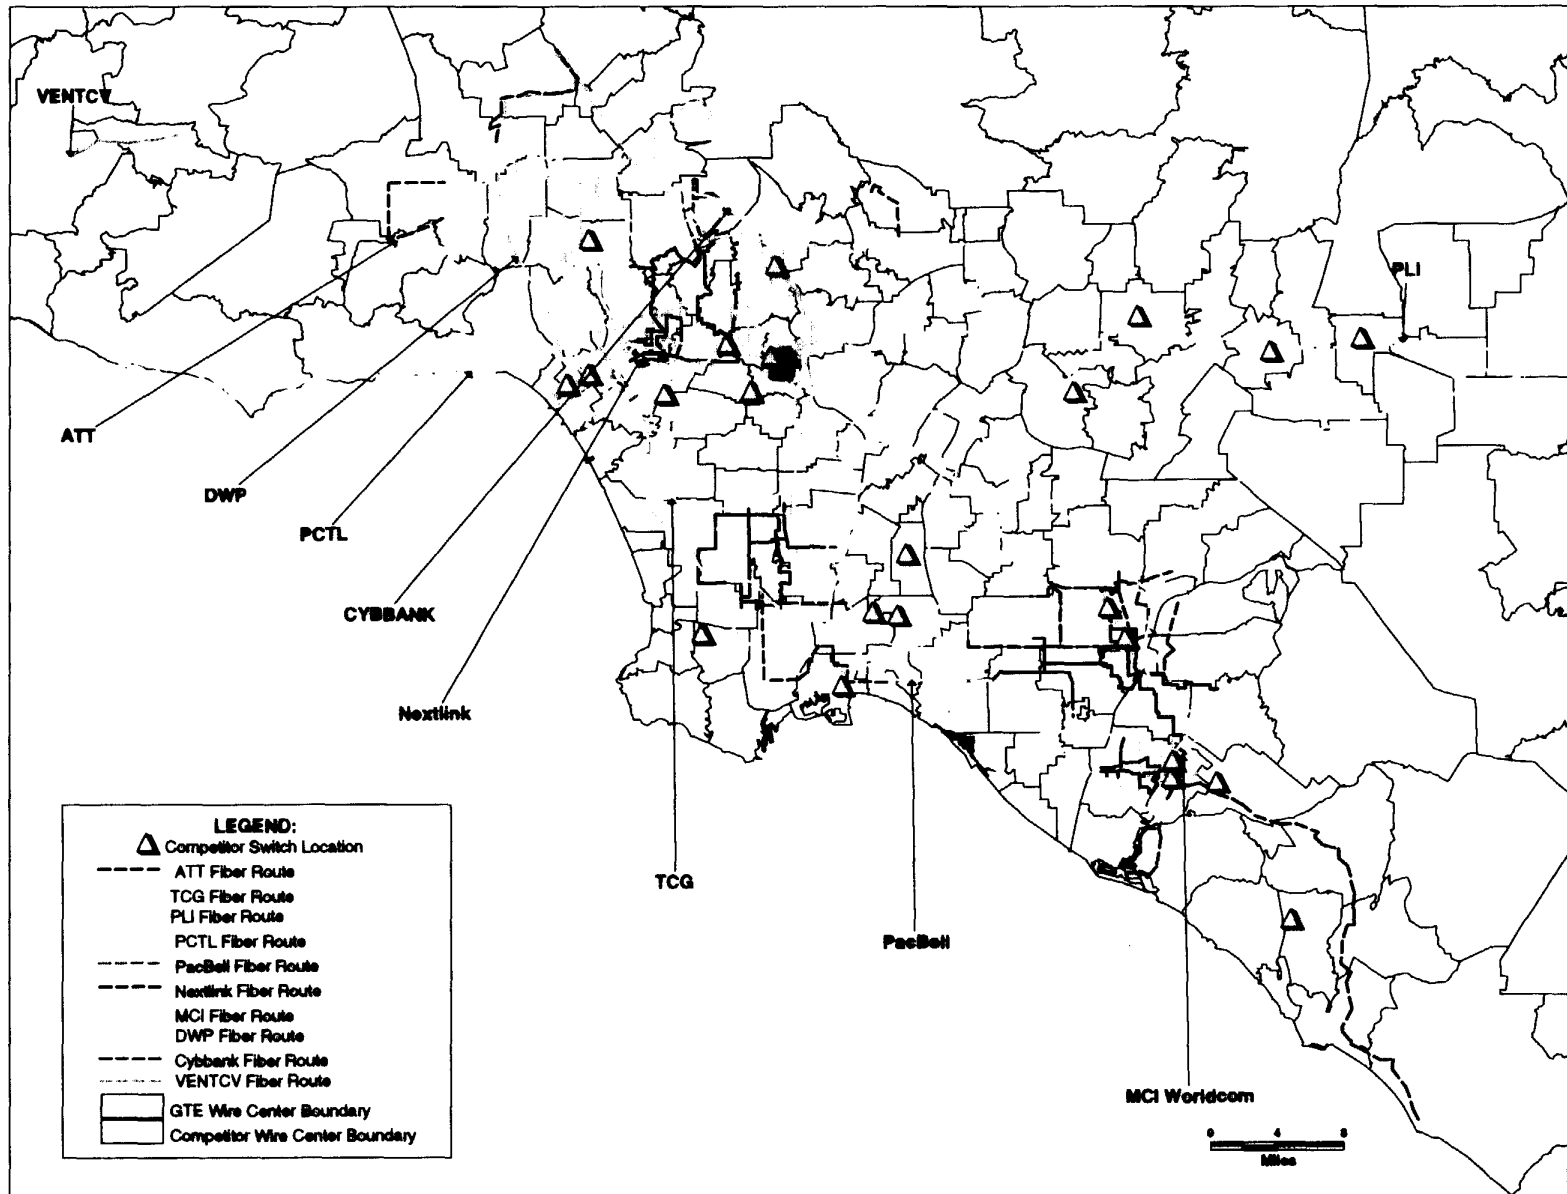 VENTCV
PLI
ATT
DWP
PCTL
CYBBANK
Nextlink
TCG
PacBell
MCI Worldcom
LEGEND:
Competitor Switch Location
ATT Fiber Route
TCG Fiber Route
PLI Fiber Route
PCTL Fiber Route
PacBell Fiber Route
Nextlink Fiber Route
MCI Fiber Route
DWP Fiber Route
Cybbank Fiber Route
VENTCV Fiber Route
GTE Wire Center Boundary
Competitor Wire Center Boundary
0 4 8
Miles